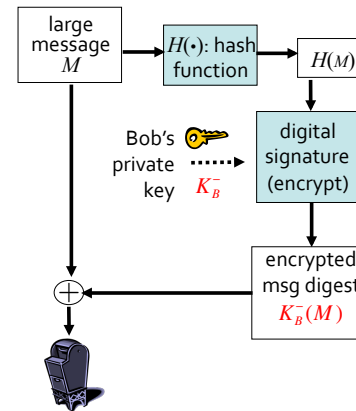 large
message
M
H(•): hash
function
H(M)
Bob's
private
key
K_B^-
digital
signature
(encrypt)
encrypted
msg digest
K_B^-(M)
+